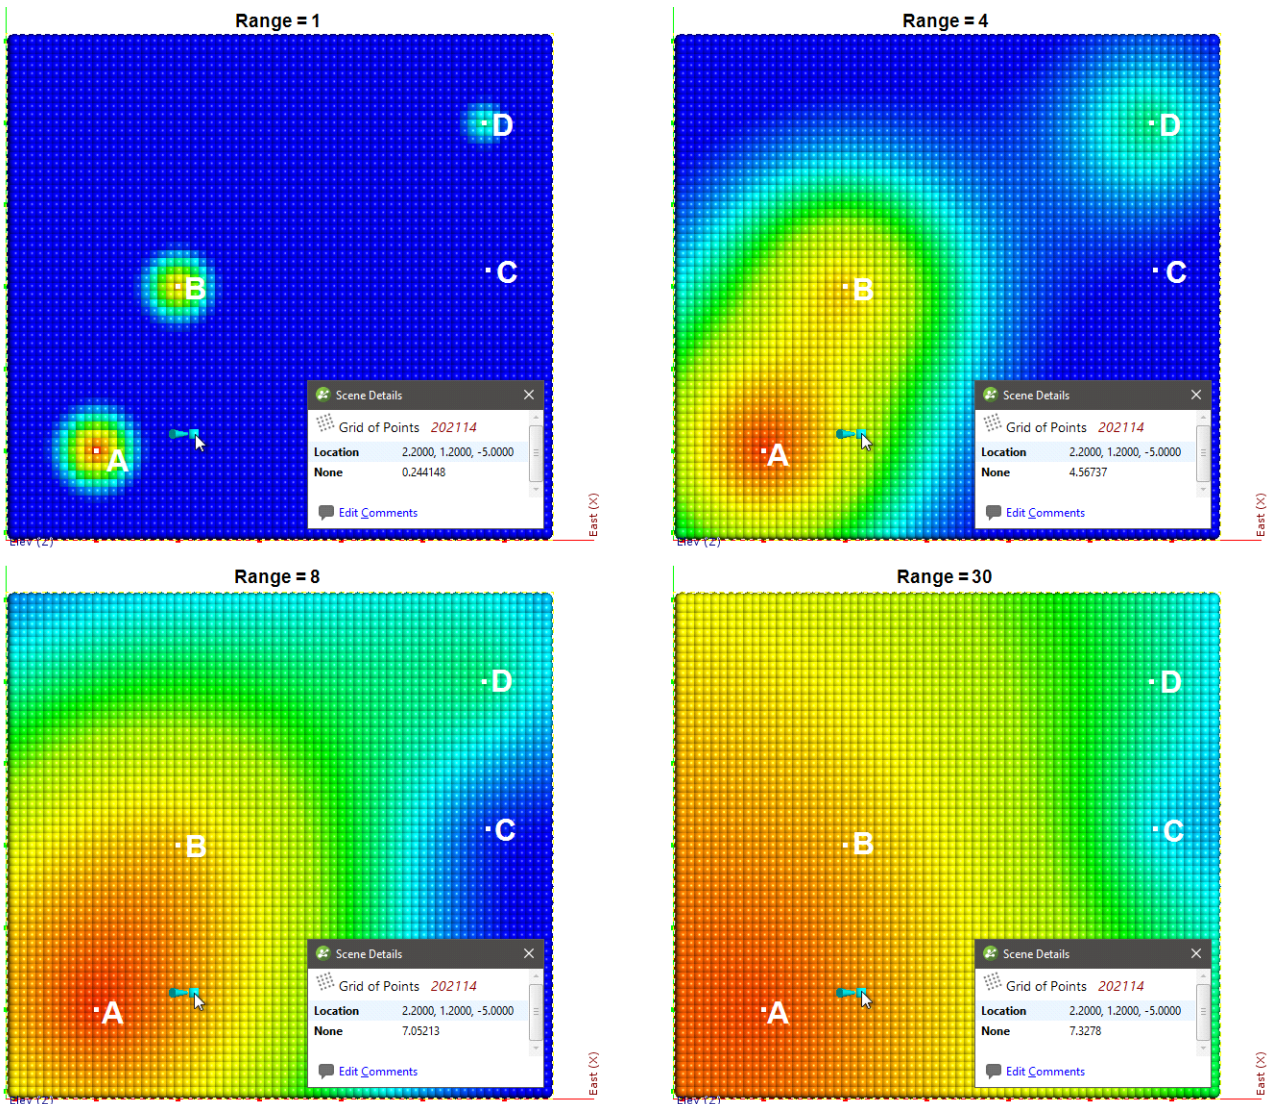 Range = 1
D
B
C
A
Scene Details
Grid of Points 202114
Location 2.2000, 1.2000, -5.0000
None 0.244148
Edit Comments
East (X)
Elev (Z)
Range = 4
D
B
C
A
Scene Details
Grid of Points 202114
Location 2.2000, 1.2000, -5.0000
None 4.56737
Edit Comments
East (X)
Elev (Z)
Range = 8
D
B
C
A
Scene Details
Grid of Points 202114
Location 2.2000, 1.2000, -5.0000
None 7.05213
Edit Comments
East (X)
Elev (Z)
Range = 30
D
B
C
A
Scene Details
Grid of Points 202114
Location 2.2000, 1.2000, -5.0000
None 7.3278
Edit Comments
East (X)
Elev (Z)